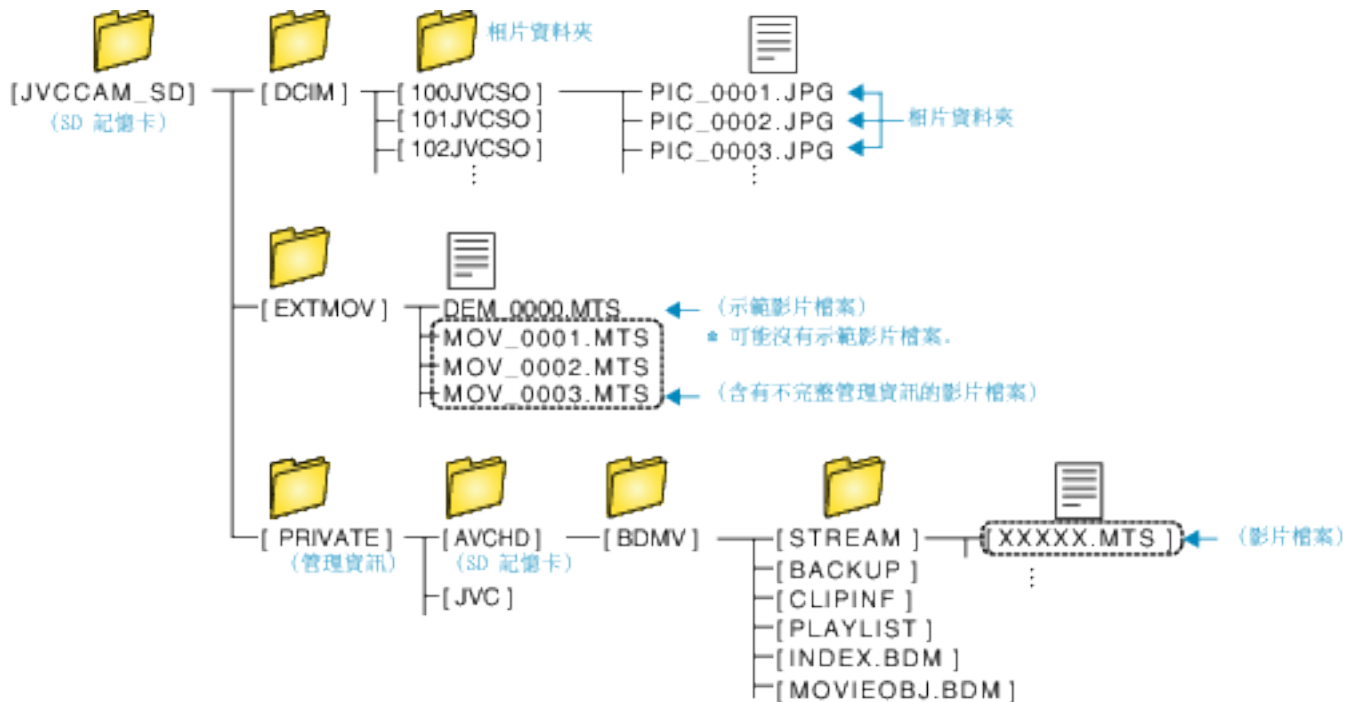 相片資料夾
[JVCCAM_SD] [DCIM] [100JVCSO] PIC_0001.JPG
(SD 記憶卡) [101JVCSO] PIC_0002.JPG 相片資料夾
[102JVCSO] PIC_0003.JPG
[EXTMOV] DEM_0000.MTS (示範影片檔案)
MOV_0001.MTS * 可能沒有示範影片檔案.
MOV_0002.MTS
MOV_0003.MTS (含有不完整管理資訊的影片檔案)
[PRIVATE] [AVCHD] [BDMV] [STREAM] [XXXXX.MTS] (影片檔案)
(管理資訊) (SD 記憶卡) [BACKUP]
[JVC] [CLIPINF]
[PLAYLIST]
[INDEX.BDM]
[MOVIEOBJ.BDM]